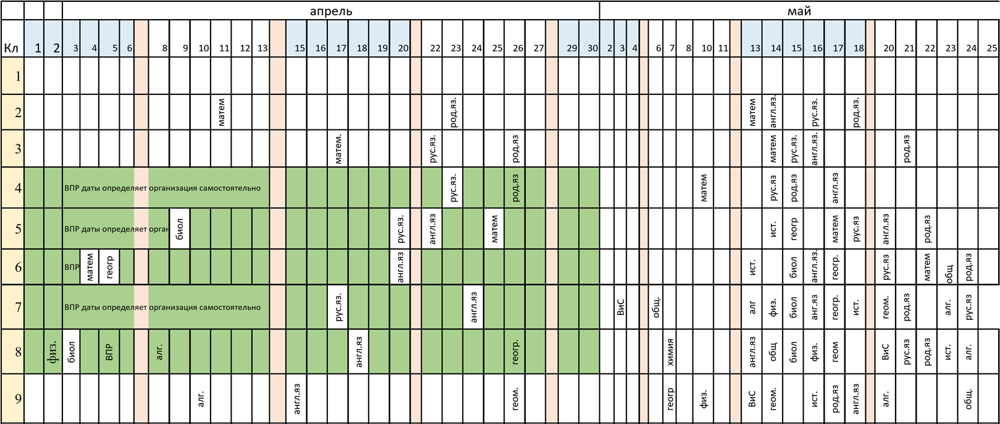 апрель май
Кл 1 2 3 4 5 6 8 9 10 11 12 13 15 16 17 18 19 20 22 23 24 25 26 27 29 30 2 3 4 6 7 8 10 11 13 14 15 16 17 18 20 21 22 23 24 25
1
2 матем род.яз. матем англ.яз. рус.яз. род.яз.
3 матем. рус.яз. род.яз матем рус.яз. англ.яз. род.яз
4 ВПР даты определяет организация самостоятельно рус.яз. род.яз матем рус.яз род.яз англ.яз
5 ВПР даты определяет орган биол рус.яз. англ.яз матем ист. геогр матем рус.яз англ.яз род.яз
6 ВПР матем геогр англ.яз ист. биол англ.яз. геогр. рус.яз матем общ род.яз
7 ВПР даты определяет организация самостоятельно рус.яз. англ.яз ВиС общ. алг физ. биол анг.яз геогр. ист. геом. род.яз алг. рус.яз
8 физ. биол ВПР алг. англ.яз геогр. химия англ.яз общ биол физ. геом ВиС рус.яз род.яз ист. алг.
9 алг. англ.яз геом. геогр физ. ВиС геом. ист. род.яз англ.яз алг. общ.